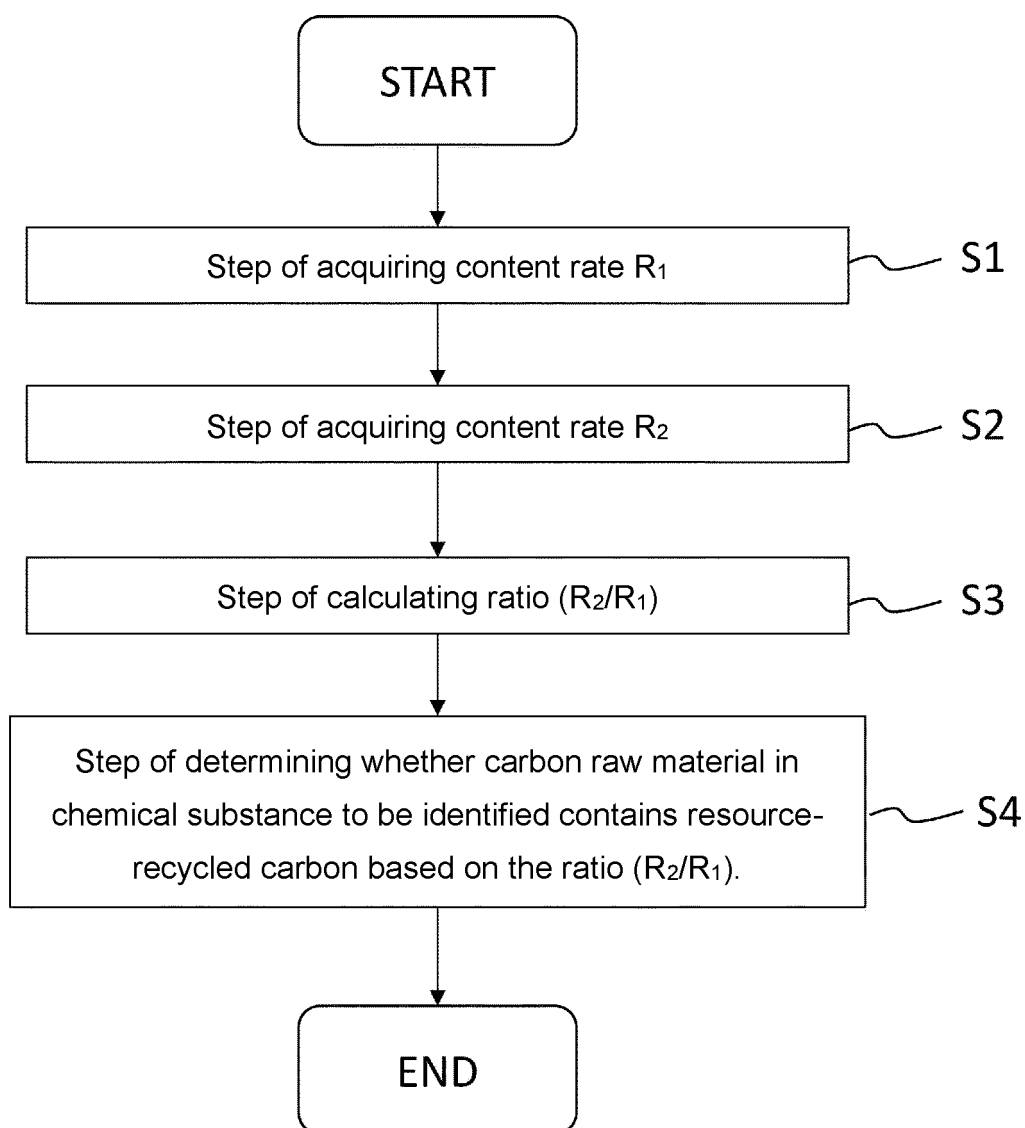 START
Step of acquiring content rate R₁
S1
Step of acquiring content rate R₂
S2
Step of calculating ratio (R₂/R₁)
S3
Step of determining whether carbon raw material in
chemical substance to be identified contains resource-
recycled carbon based on the ratio (R₂/R₁).
S4
END